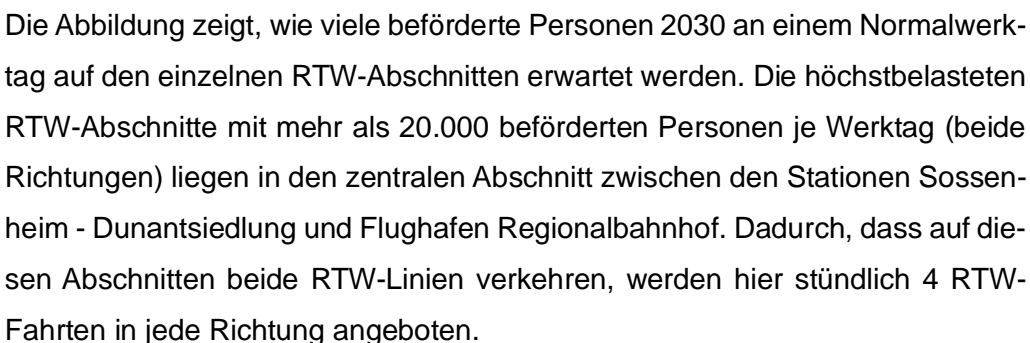 Die Abbildung zeigt, wie viele beförderte Personen 2030 an einem Normalwerk-
tag auf den einzelnen RTW-Abschnitten erwartet werden. Die höchstbelasteten
RTW-Abschnitte mit mehr als 20.000 beförderten Personen je Werktag (beide
Richtungen) liegen in den zentralen Abschnitt zwischen den Stationen Sossen-
heim - Dunantsiedlung und Flughafen Regionalbahnhof. Dadurch, dass auf die-
sen Abschnitten beide RTW-Linien verkehren, werden hier stündlich 4 RTW-
Fahrten in jede Richtung angeboten.